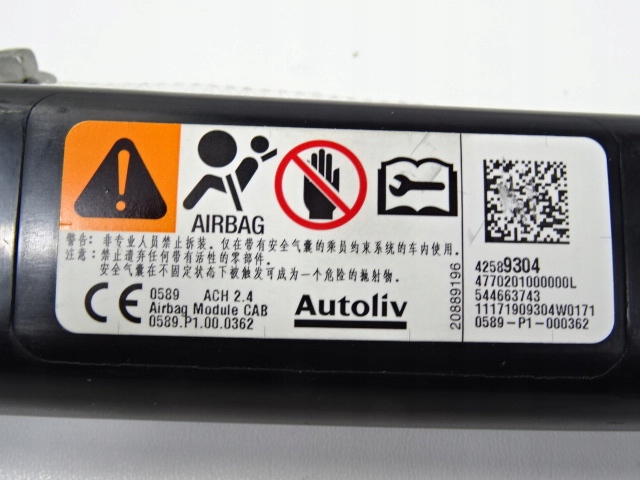 AIRBAG
警告: 非专业人员禁止拆装。仅在带有安全气囊的乘员约束系统的车内使用。
注意: 禁止遗弃任何带有活性的零部件。
安全气囊在不固定状态下被触发可成为一个危险的抛射物。
CE 0589 ACH 2.4
Airbag Module CAB
0589.P1.00.0362
Autoliv
20889196
42589304
4770201000000L
544663743
11171909304W0171
0589-P1-000362